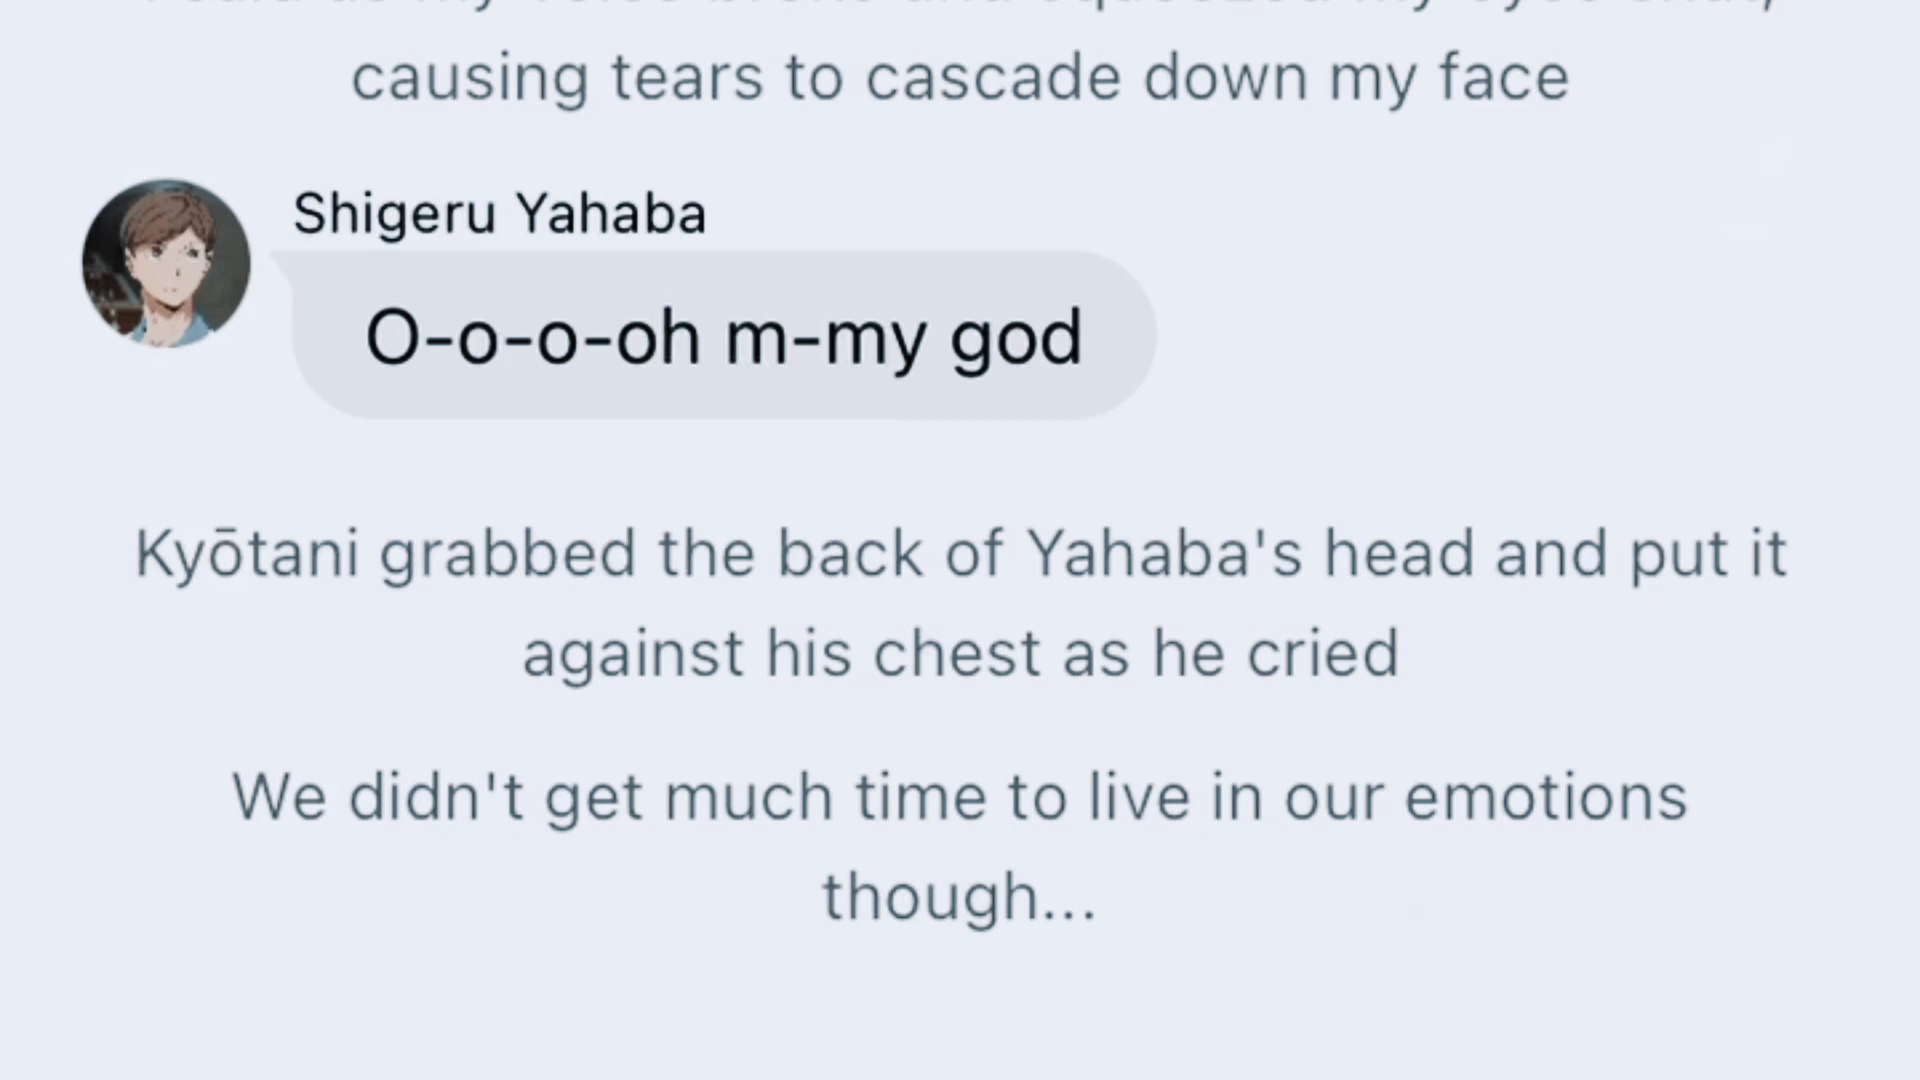 causing tears to cascade down my face
Shigeru Yahaba
O-o-o-oh m-my god
Kyōtani grabbed the back of Yahaba's head and put it
against his chest as he cried
We didn't get much time to live in our emotions
though...